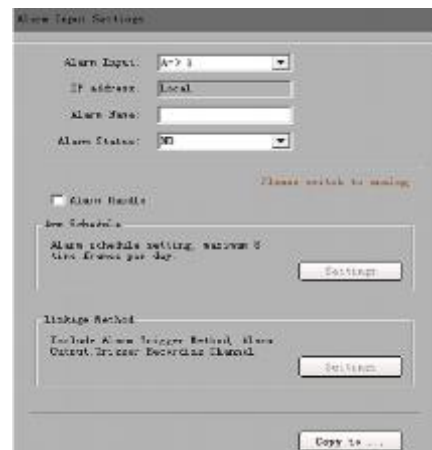 Alarm Input Settings
Alarm Input: A-> 1
IP address: Local
Alarm Name:
Alarm Status: NO
Please switch to analog
Alarm Handle
Arm Schedule
Alarm schedule setting, maximum 8
time frames per day.
Settings
Linkage Method
Include Alarm Trigger Method, Alarm
Output, Trigger Recording Channel
Settings
Copy to ...